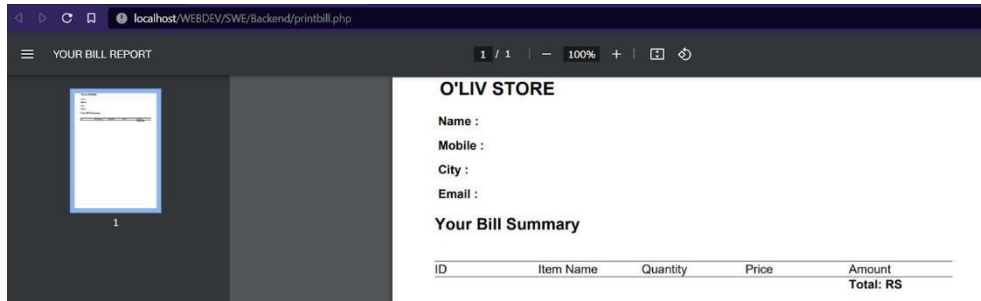 localhost/WEBDEV/SWE/Backend/printbill.php
YOUR BILL REPORT
1 / 1
100%
1
O'LIV STORE
Name :
Mobile :
City :
Email :
Your Bill Summary
ID Item Name Quantity Price Amount
Total: RS